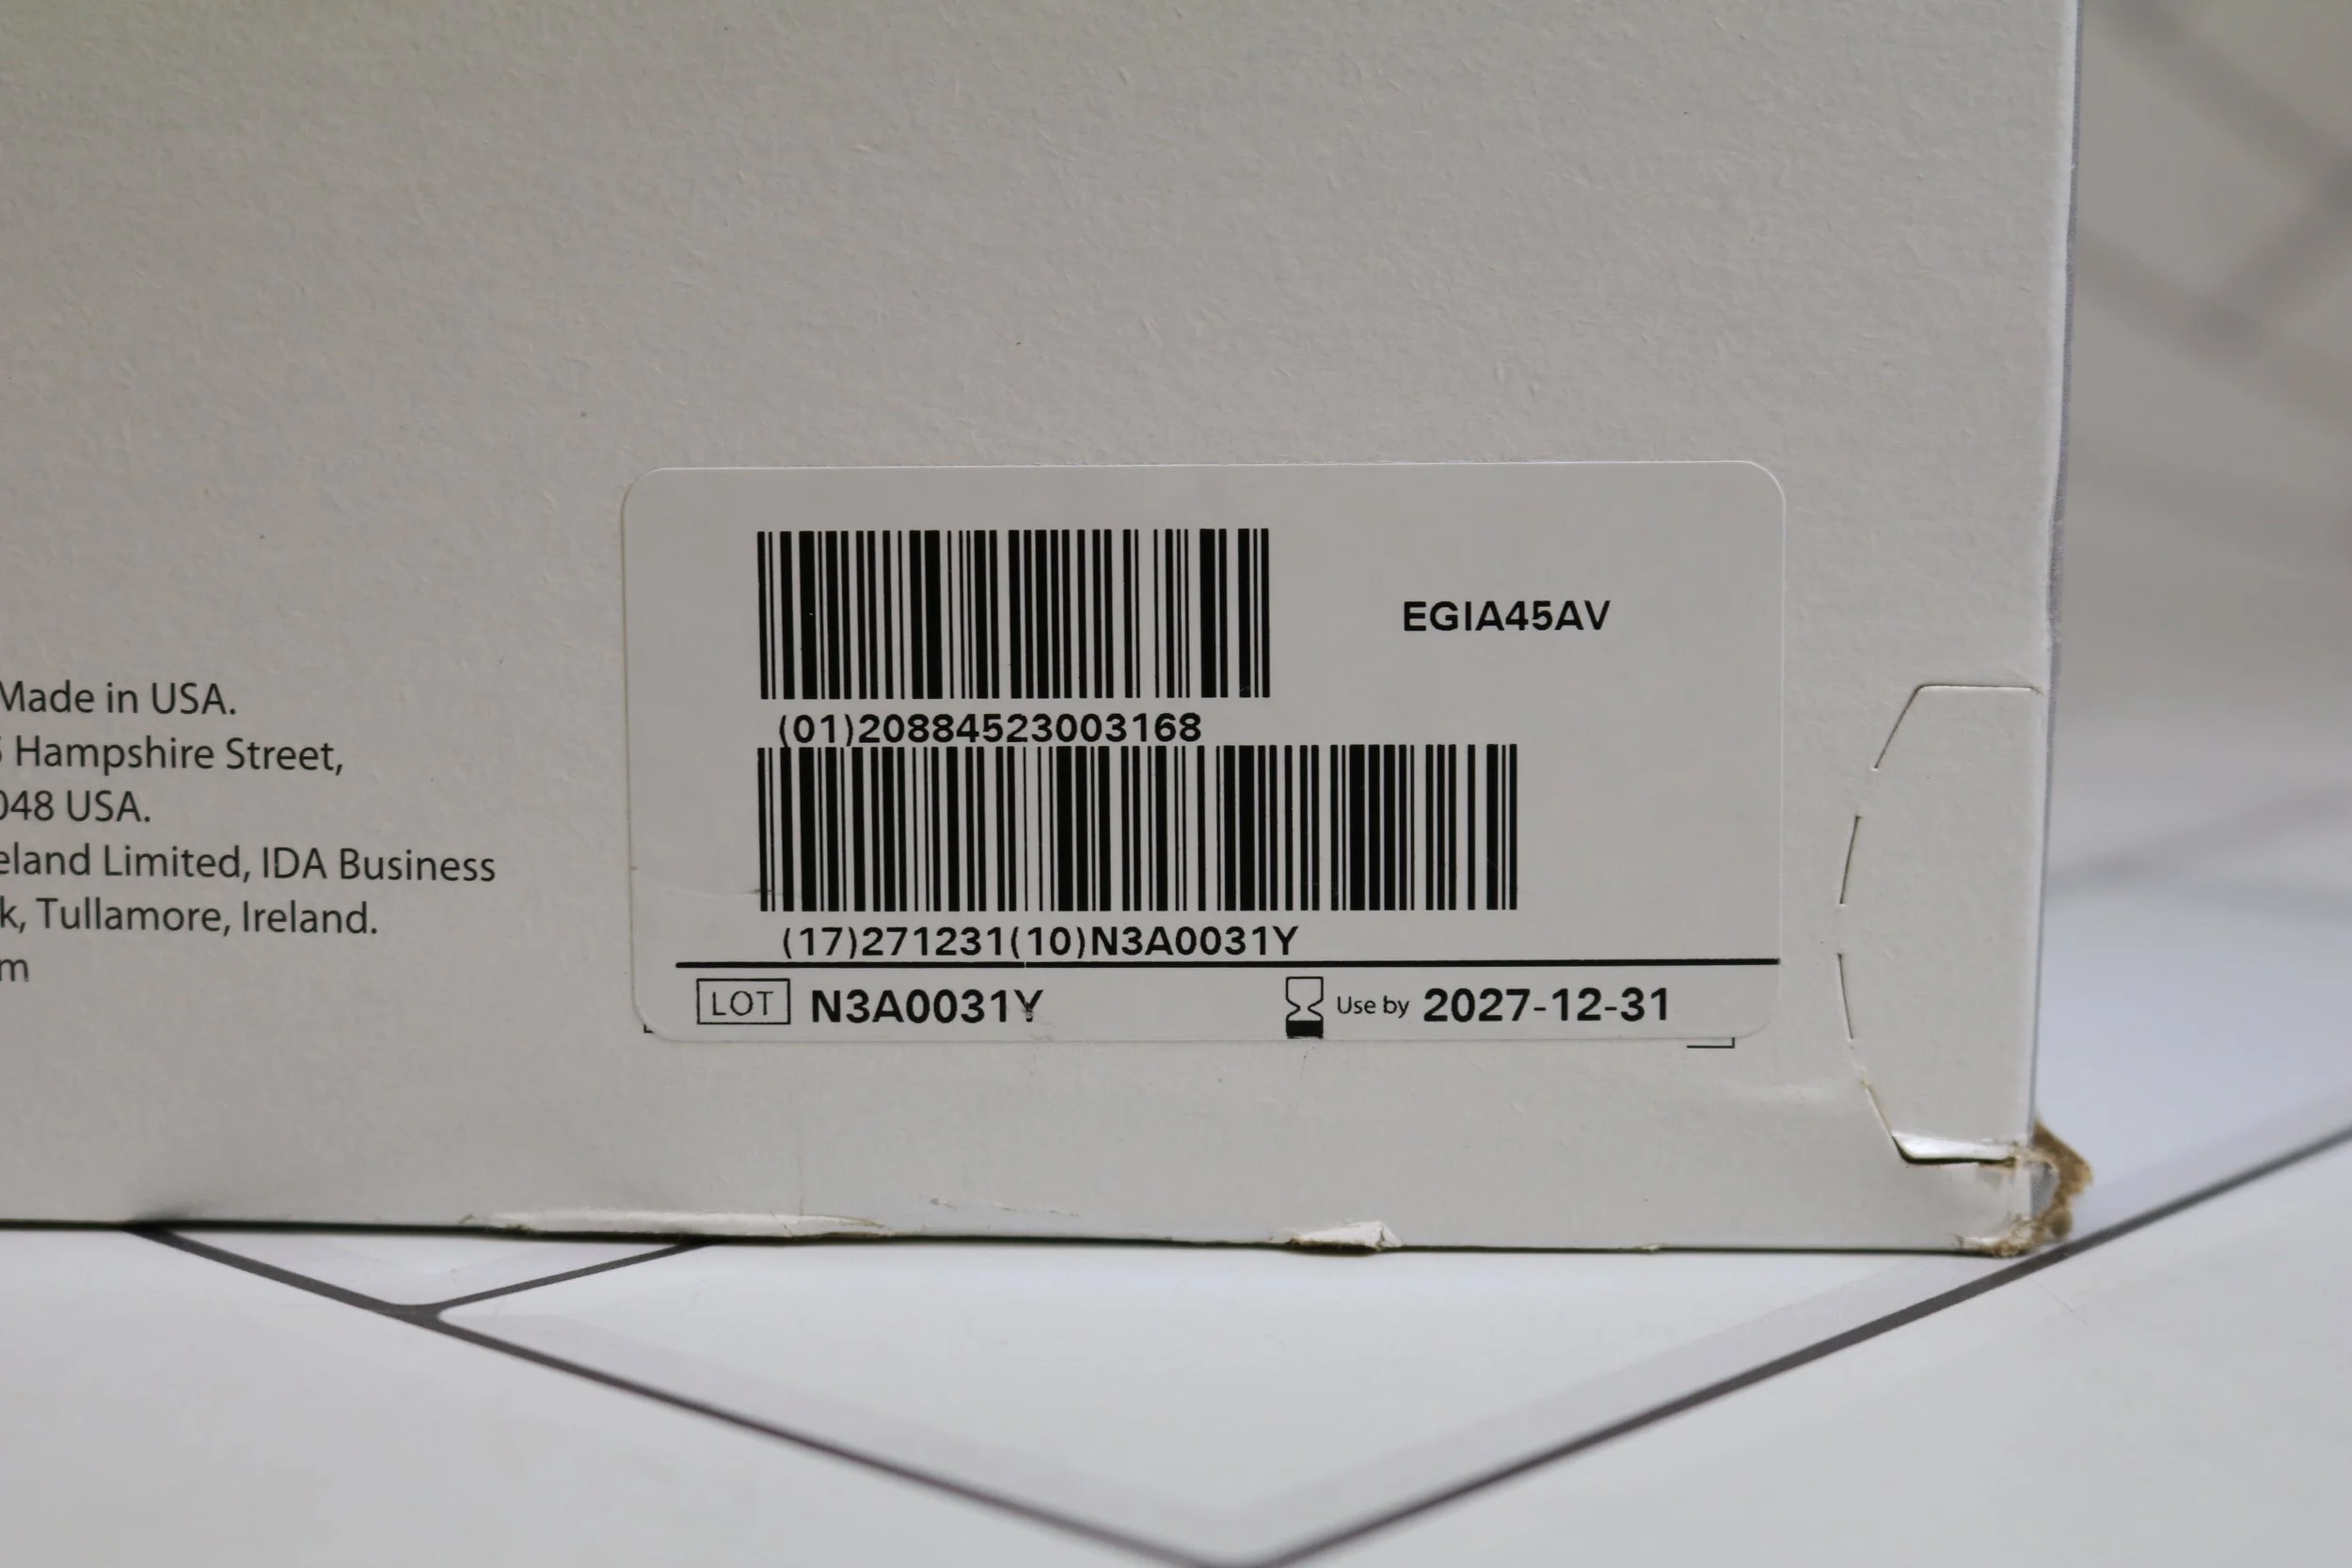 Made in USA.
Hampshire Street,
048 USA.
eland Limited, IDA Business
k, Tullamore, Ireland.
m
EGIA45AV
(01)20884523003168
(17)271231(10)N3A0031Y
LOT N3A0031Y
Use by 2027-12-31